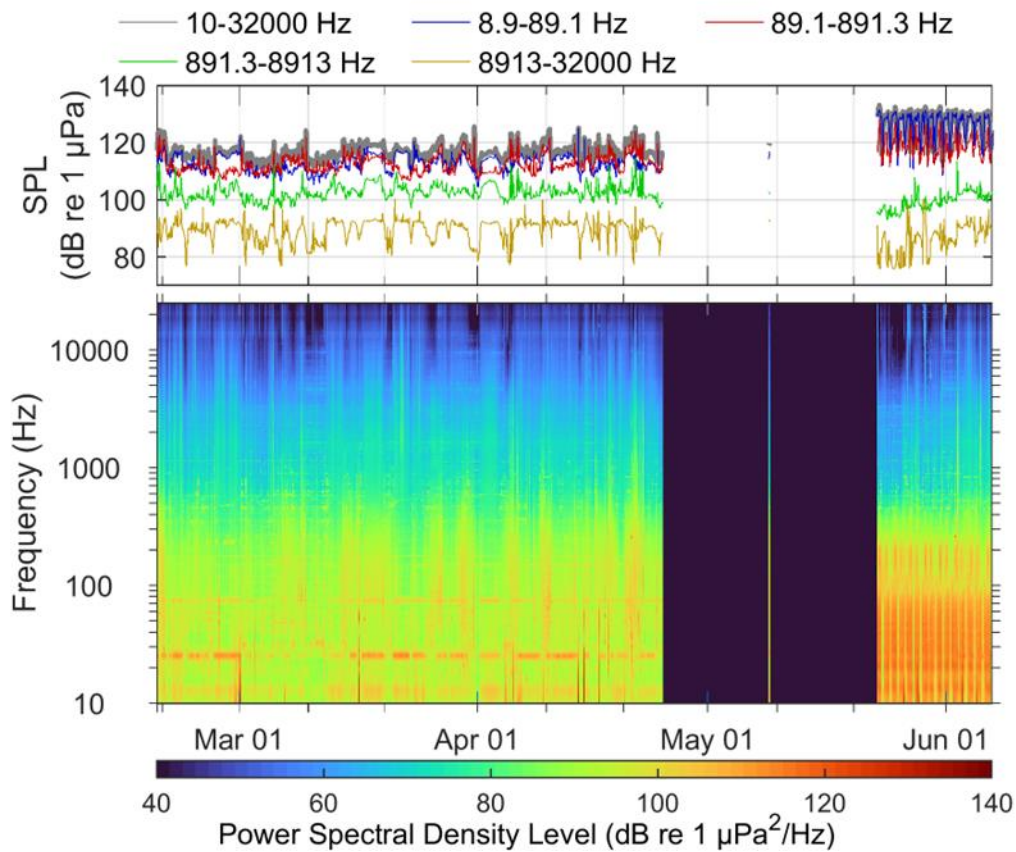 10-32000 Hz 8.9-89.1 Hz 89.1-891.3 Hz
891.3-8913 Hz 8913-32000 Hz
140
120
100
80
SPL
(dB re 1 µPa)
10000
1000
100
10
Frequency (Hz)
Mar 01 Apr 01 May 01 Jun 01
40 60 80 100 120 140
Power Spectral Density Level (dB re 1 µPa²/Hz)